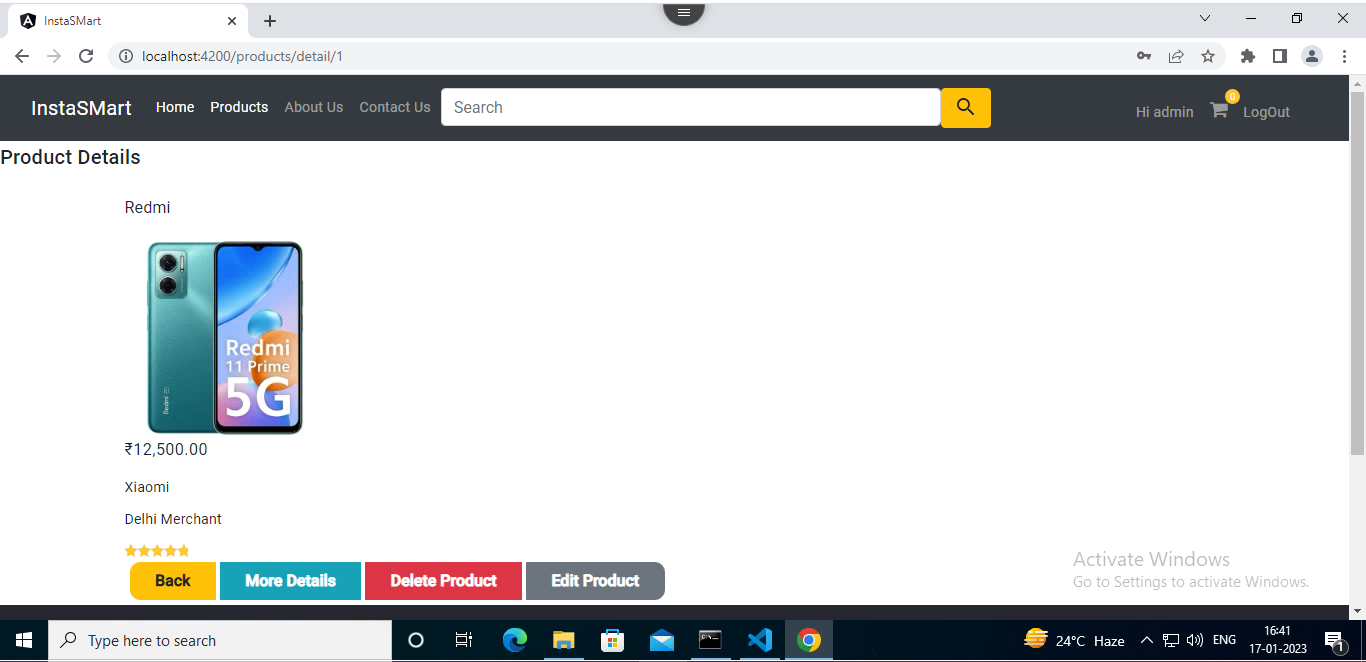 InstaSMart
localhost:4200/products/detail/1
InstaSMart Home Products About Us Contact Us Search Hi admin 0 LogOut
Product Details
Redmi
Redmi
11 Prime
5G
Redmi
₹12,500.00
Xiaomi
Delhi Merchant
Back More Details Delete Product Edit Product
Activate Windows
Go to Settings to activate Windows.
Type here to search 24°C Haze ENG 16:41
17-01-2023 1